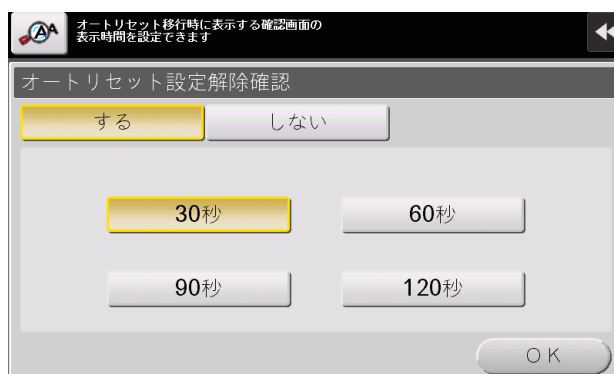 AA
オートリセット移行時に表示する確認画面の
表示時間を設定できます
オートリセット設定解除確認
する しない
30秒 60秒
90秒 120秒
OK